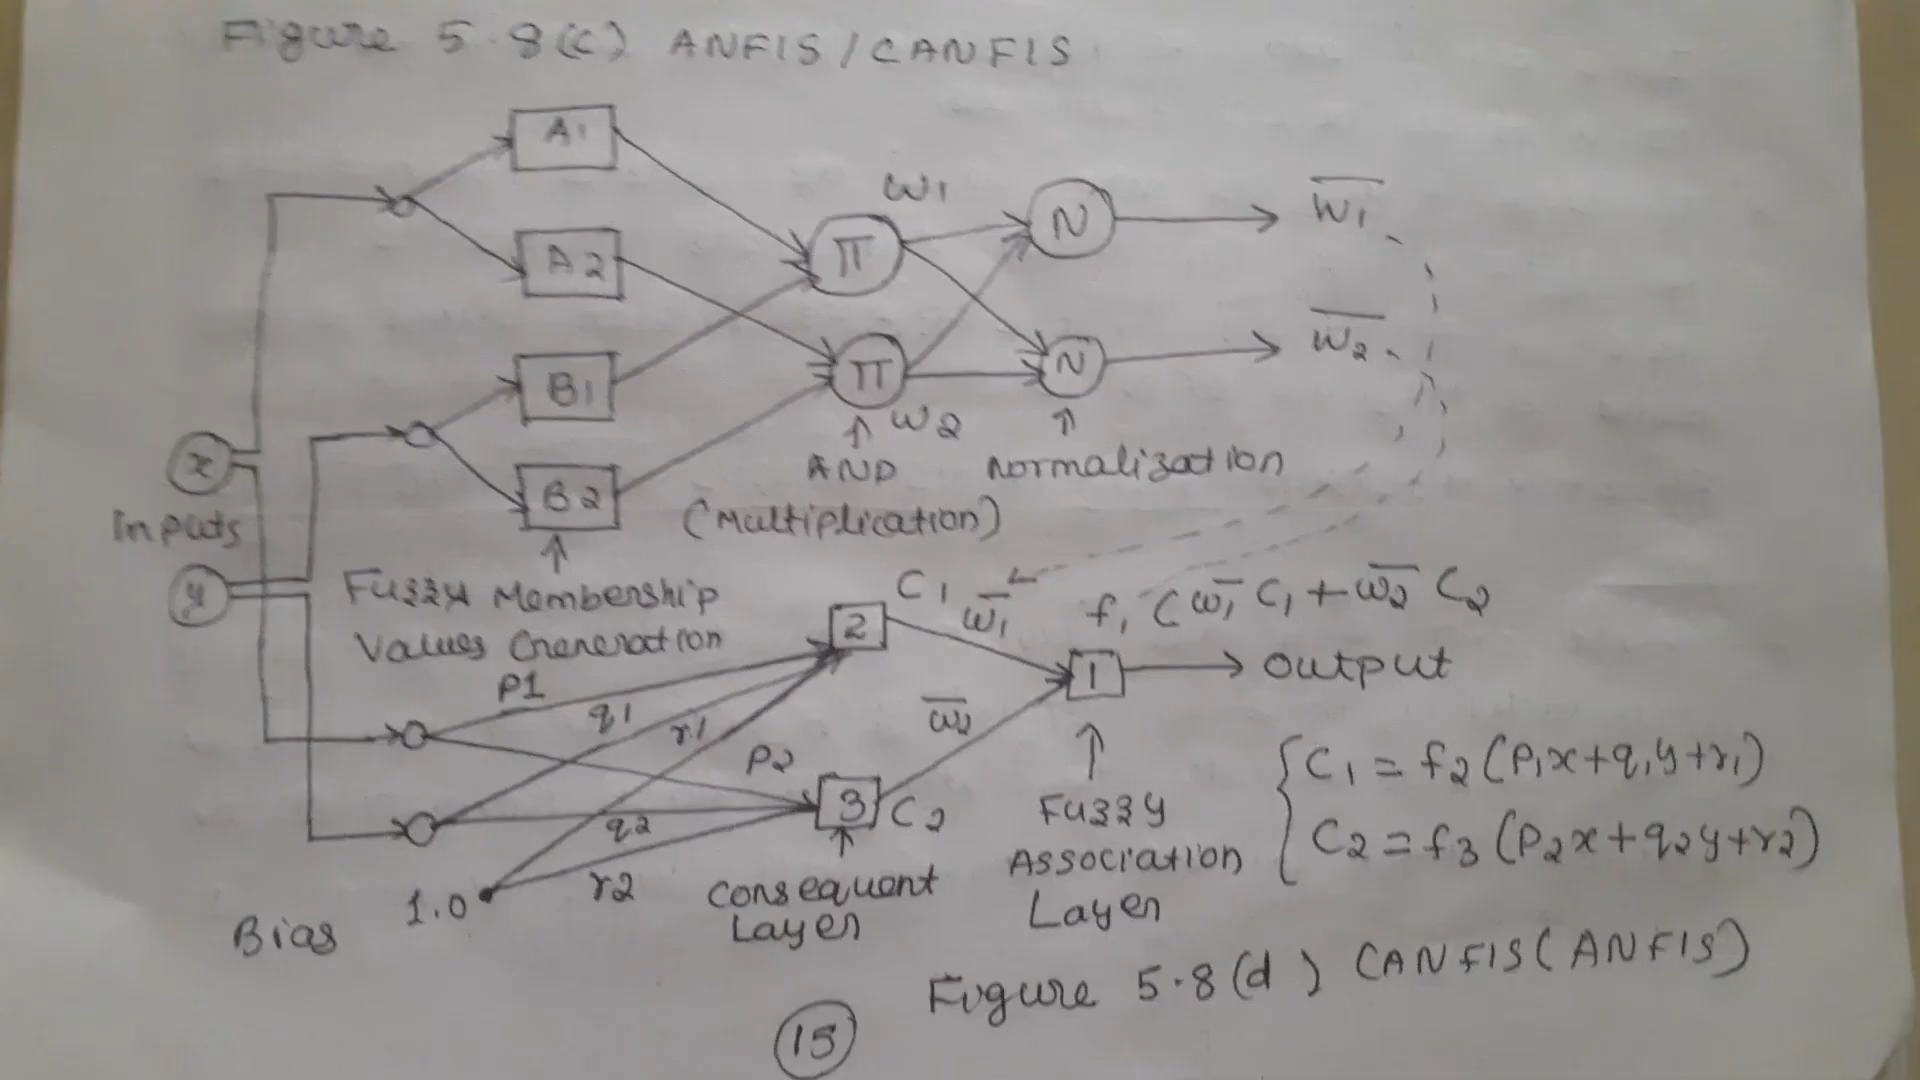 Figure 5.8(c) ANFIS/CANFIS
A1
A2
B1
B2
x
Inputs
y
Π
Π
w1
w2
N
N
w̅1
w̅2
AND
(Multiplication)
Normalization
Fuzzy Membership
Values Generation
p1
q1
r1
p2
q2
r2
2
3
C1
C2
w̅1
w̅2
1
f1 (w̅1 C1 + w̅2 C2
output
Bias
1.0
Consequent
Layer
Fuzzy
Association
Layer
C1 = f2 (P1x+q1y+r1)
C2 = f3 (P2x+q2y+r2)
Figure 5.8(d) CANFIS(ANFIS)
15